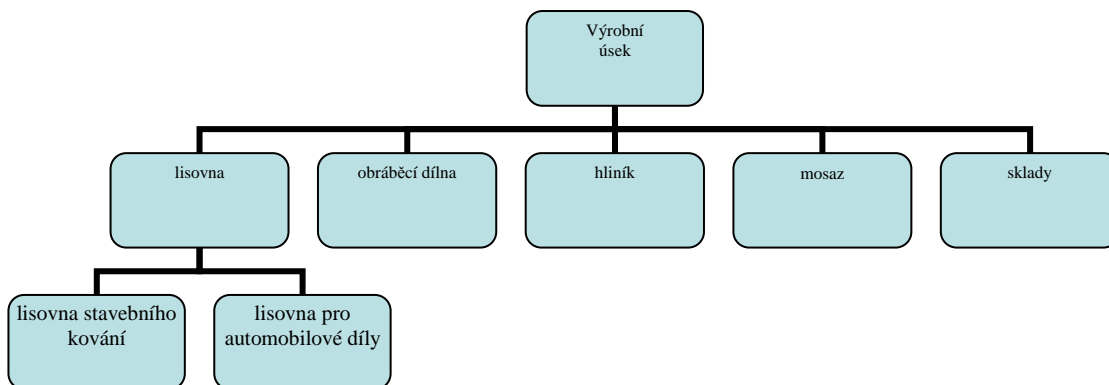 Výrobní
úsek
lisovna
obráběcí dílna
hliník
mosaz
sklady
lisovna stavebního
kování
lisovna pro
automobilové díly